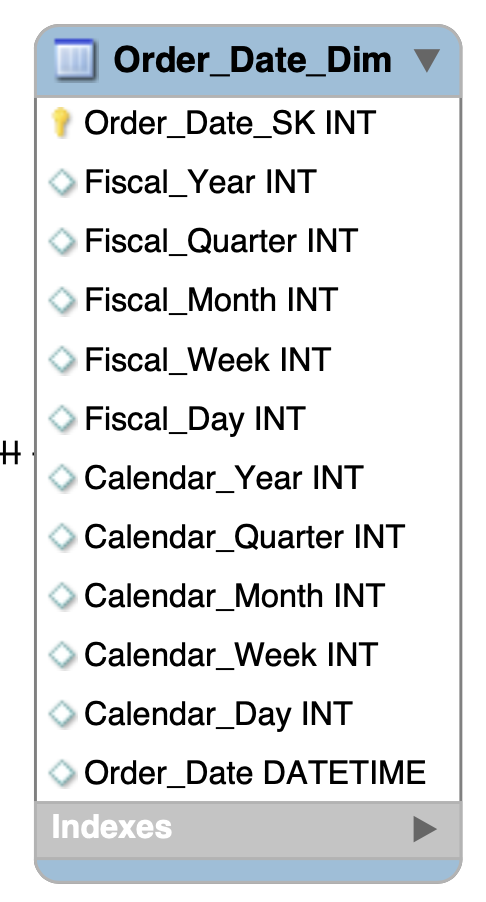 Order_Date_Dim
Order_Date_SK INT
Fiscal_Year INT
Fiscal_Quarter INT
Fiscal_Month INT
Fiscal_Week INT
Fiscal_Day INT
Calendar_Year INT
Calendar_Quarter INT
Calendar_Month INT
Calendar_Week INT
Calendar_Day INT
Order_Date DATETIME
Indexes